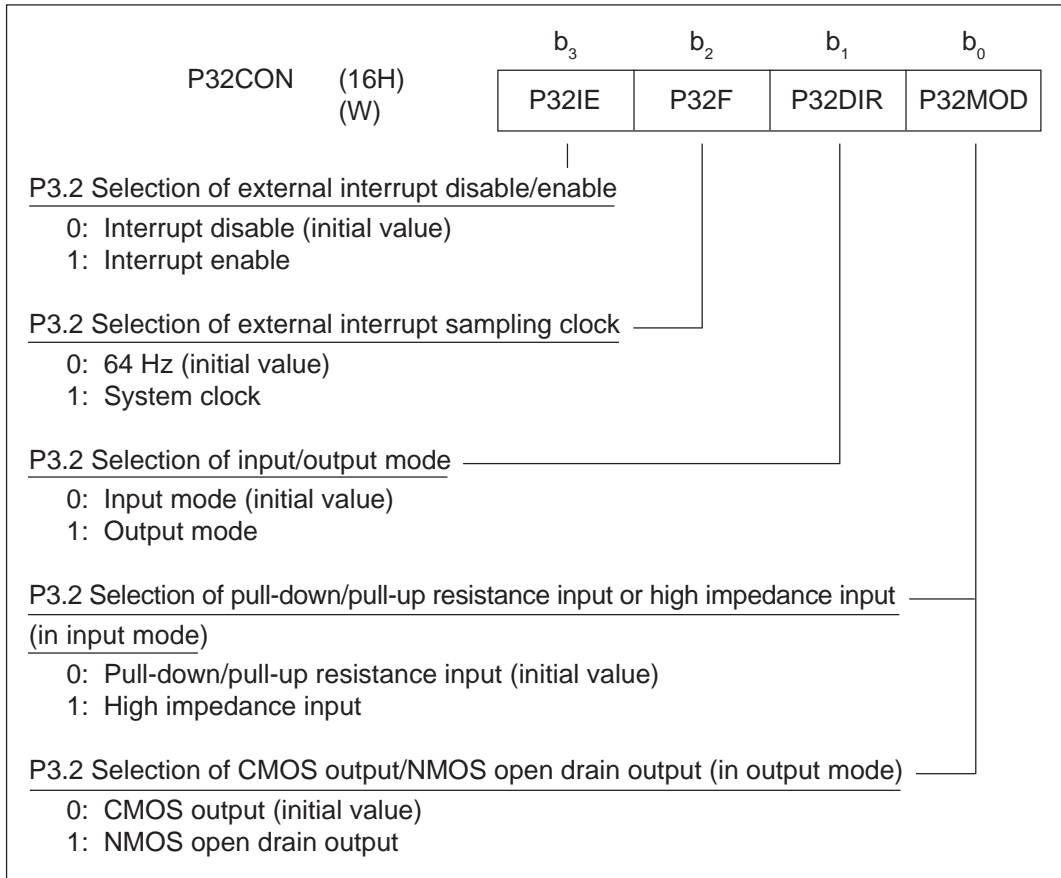 b3 b2 b1 b0
P32CON (16H)
(W)
P32IE P32F P32DIR P32MOD
P3.2 Selection of external interrupt disable/enable
0: Interrupt disable (initial value)
1: Interrupt enable
P3.2 Selection of external interrupt sampling clock
0: 64 Hz (initial value)
1: System clock
P3.2 Selection of input/output mode
0: Input mode (initial value)
1: Output mode
P3.2 Selection of pull-down/pull-up resistance input or high impedance input
(in input mode)
0: Pull-down/pull-up resistance input (initial value)
1: High impedance input
P3.2 Selection of CMOS output/NMOS open drain output (in output mode)
0: CMOS output (initial value)
1: NMOS open drain output